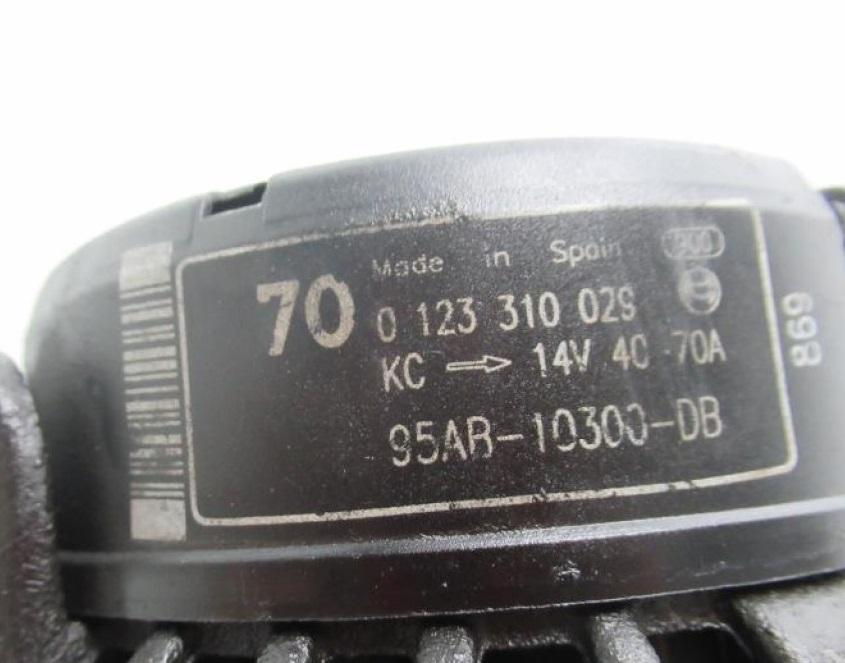 Made in Spain
70
0 123 310 029
KC 14V 40-70A
95AB-10300-DB
869